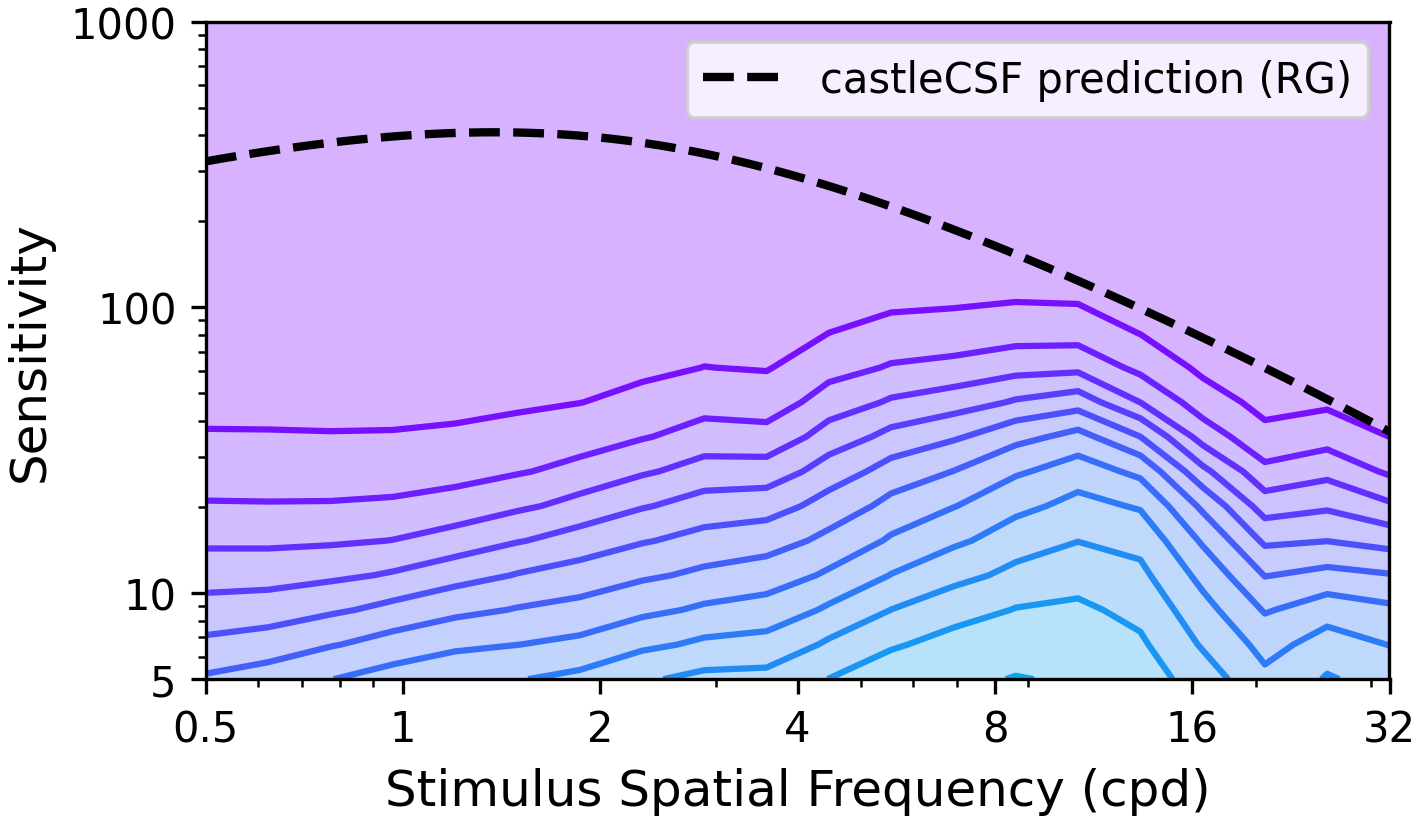 1000
100
10
5
Sensitivity
castleCSF prediction (RG)
0.5 1 2 4 8 16 32
Stimulus Spatial Frequency (cpd)